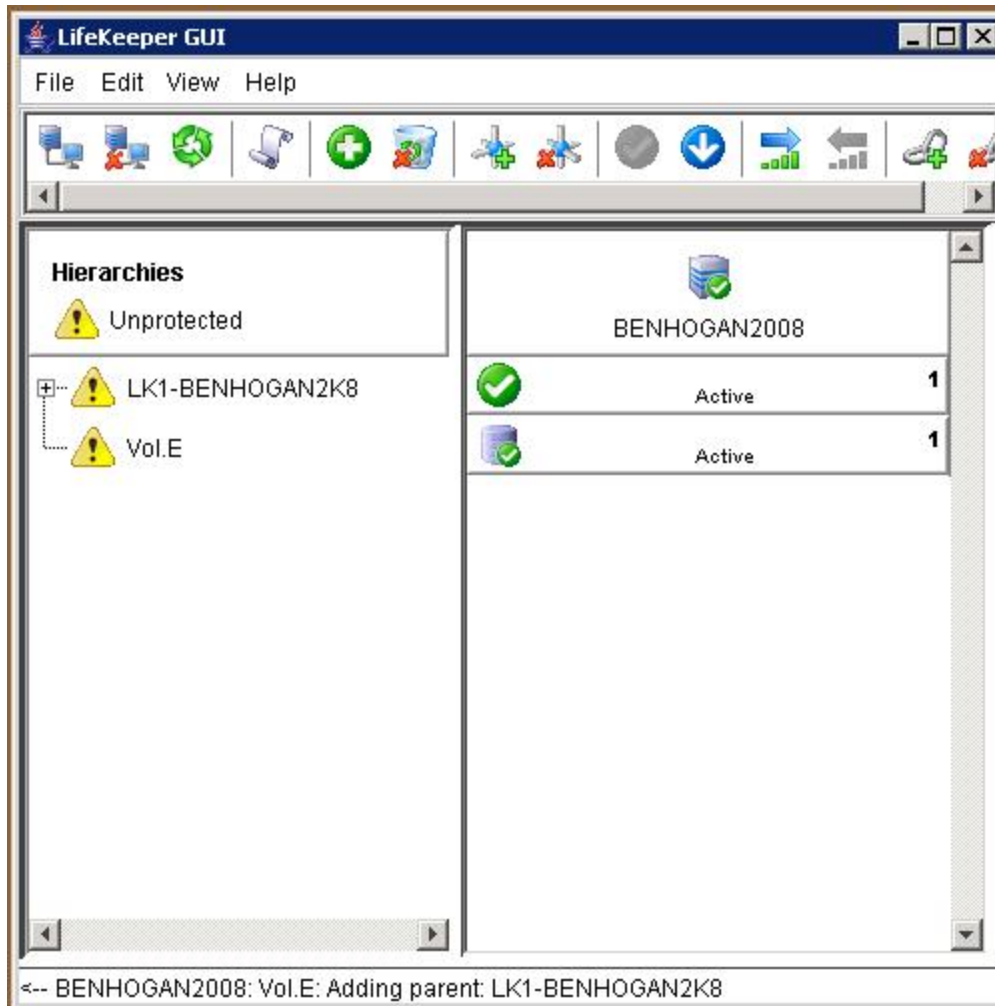 LifeKeeper GUI
File Edit View Help
Hierarchies
Unprotected
BENHOGAN2008
LK1-BENHOGAN2K8
Active 1
Vol.E
Active 1
<-- BENHOGAN2008: Vol.E: Adding parent: LK1-BENHOGAN2K8